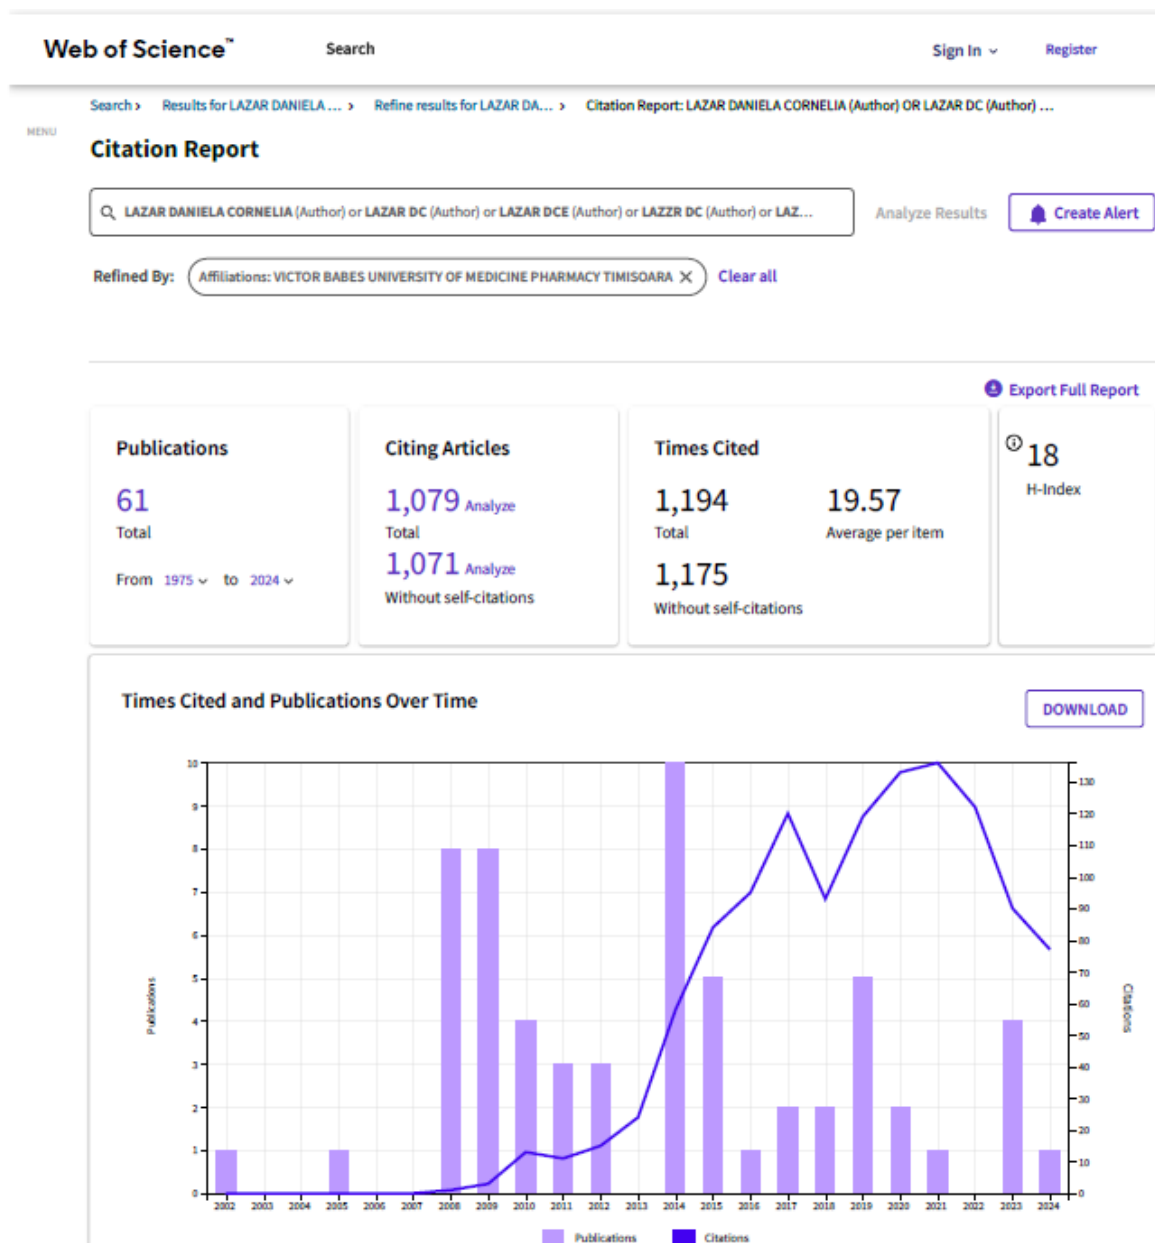 Web of Science™ Search Sign In Register
Search > Results for LAZAR DANIELA ... > Refine results for LAZAR DA... > Citation Report: LAZAR DANIELA CORNELIA (Author) OR LAZAR DC (Author) ...
MENU
Citation Report
LAZAR DANIELA CORNELIA (Author) or LAZAR DC (Author) or LAZAR DCE (Author) or LAZZR DC (Author) or LAZ... Analyze Results Create Alert
Refined By: Affiliations: VICTOR BABES UNIVERSITY OF MEDICINE PHARMACY TIMISOARA × Clear all
Export Full Report
Publications
61
Total
From 1975 to 2024
Citing Articles
1,079 Analyze
Total
1,071 Analyze
Without self-citations
Times Cited
1,194 19.57
Total Average per item
1,175
Without self-citations
18
H-Index
Times Cited and Publications Over Time
DOWNLOAD
10
9
8
7
6
5
4
3
2
1
0
Publications
130
120
110
100
90
80
70
60
50
40
30
20
10
0
Citations
2002 2003 2004 2005 2006 2007 2008 2009 2010 2011 2012 2013 2014 2015 2016 2017 2018 2019 2020 2021 2022 2023 2024
Publications Citations